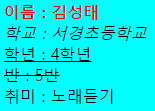 이름 : 김성태
학교 : 서경초등학교
학년 : 4학년
반 : 5반
취미 : 노래듣기